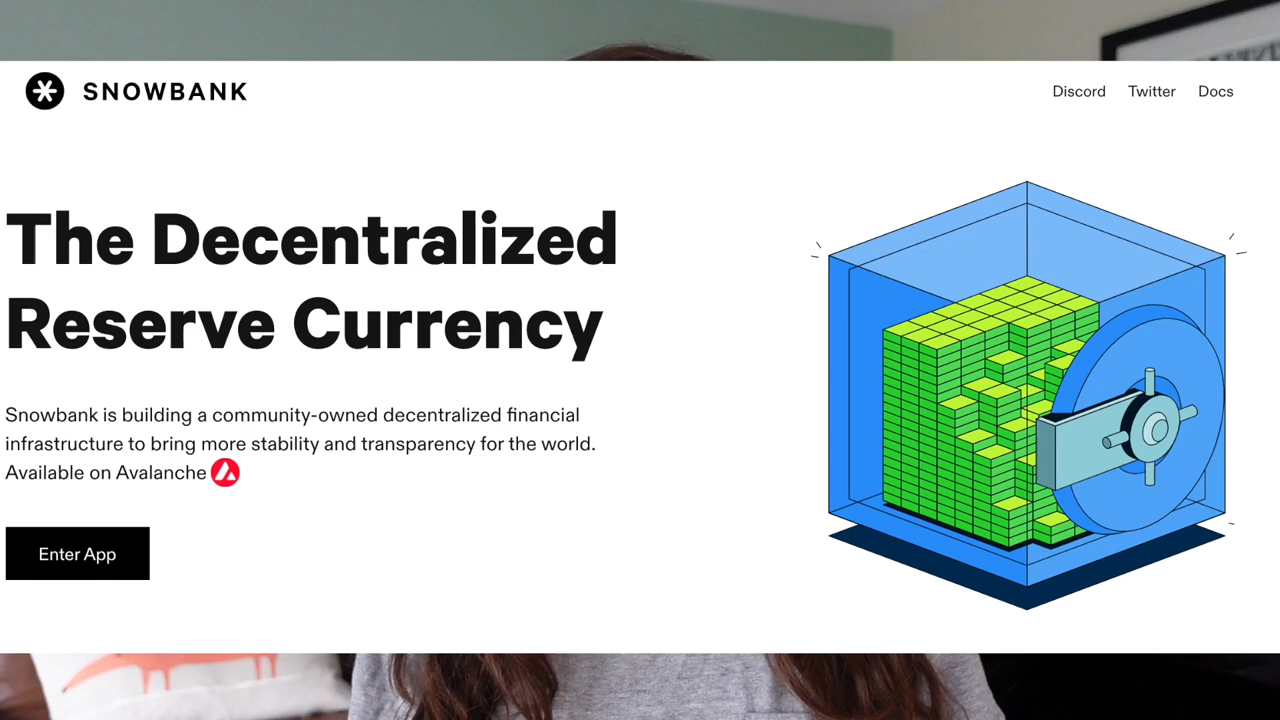 SNOWBANK
Discord Twitter Docs
The Decentralized
Reserve Currency
Snowbank is building a community-owned decentralized financial
infrastructure to bring more stability and transparency for the world.
Available on Avalanche
Enter App